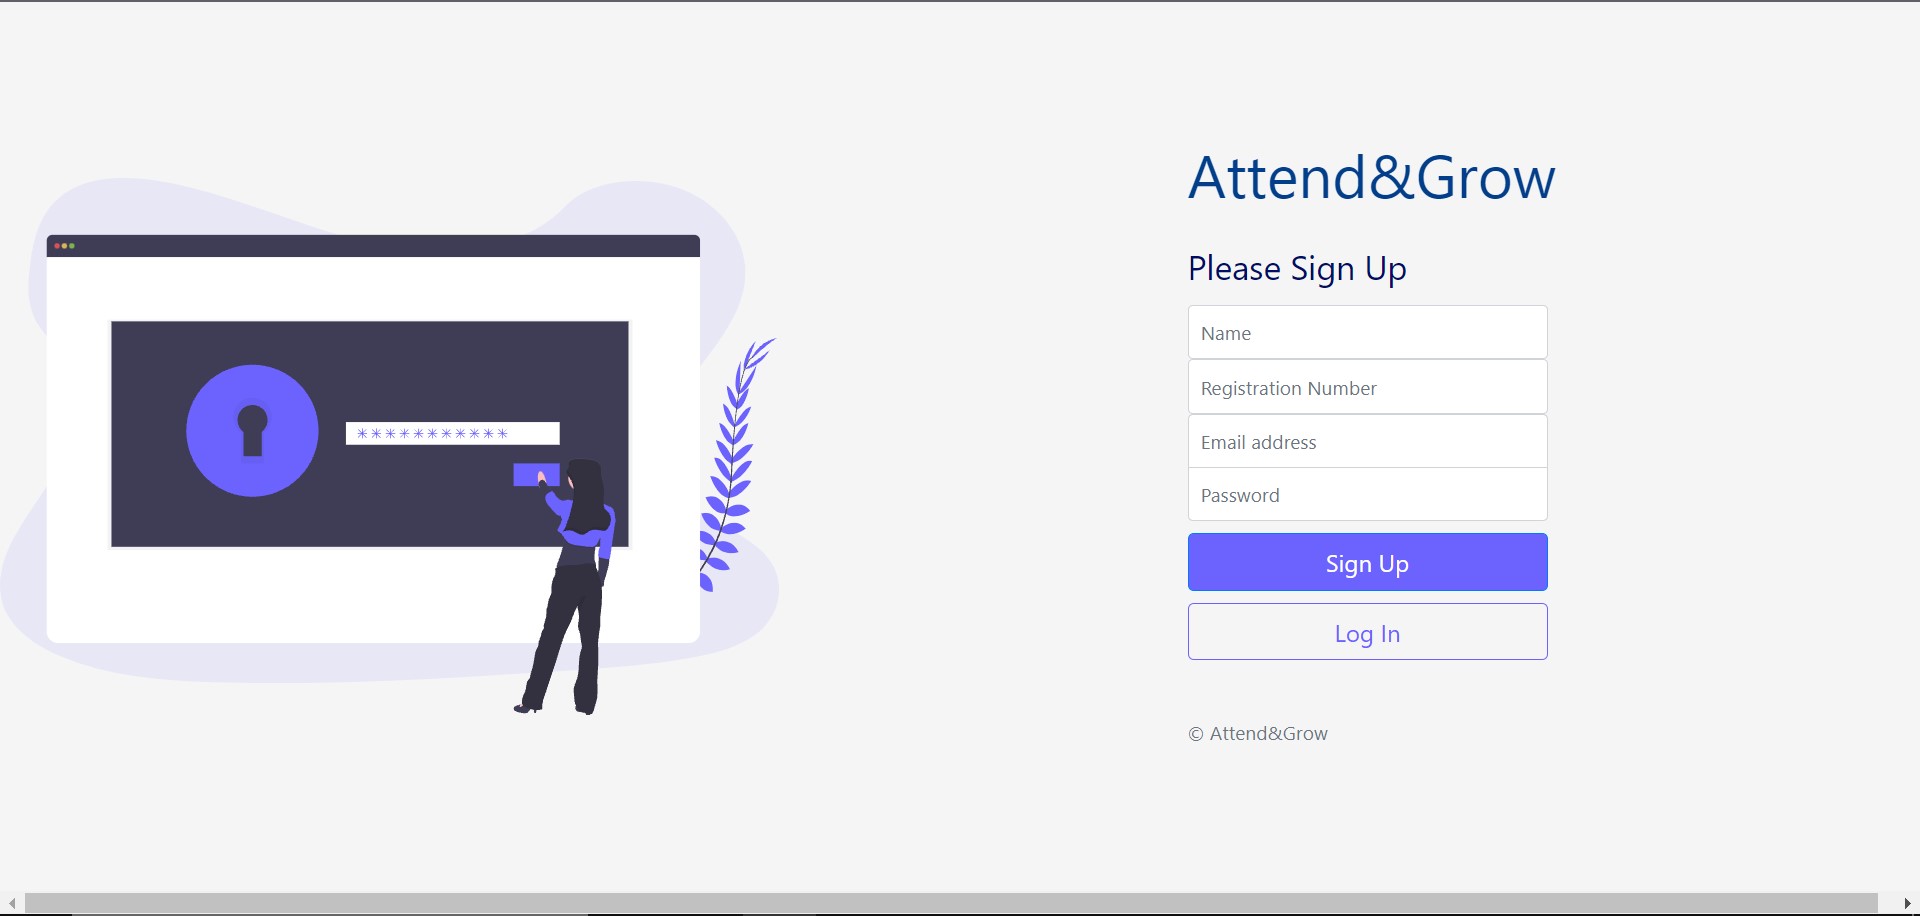 Attend&Grow
Please Sign Up
Name
Registration Number
Email address
Password
Sign Up
Log In
© Attend&Grow
***********